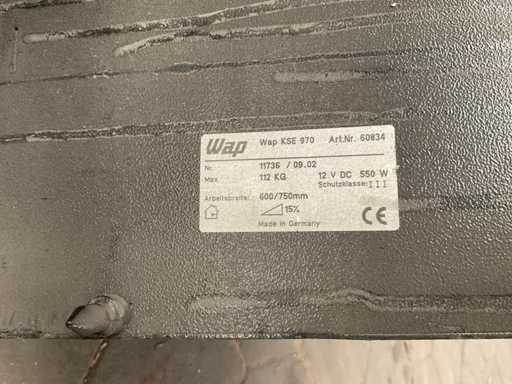 Wap Wap KSE 970 Art.Nr. 60834
Nr. 11736 / 09.02
Max. 112 KG 12 V DC 550 W
Schutzklasse: III
Arbeitsbreite: 600/750mm
15%
Made in Germany
CE